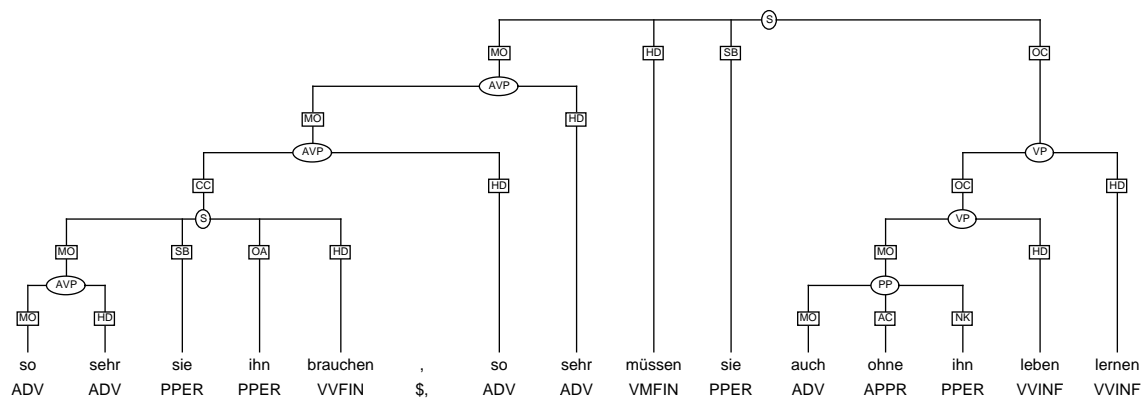 S
MO HD SB OC
AVP
MO HD
AVP VP
CC HD OC HD
S VP
MO SB OA HD MO HD
AVP PP
MO HD MO AC NK
so sehr sie ihn brauchen , so sehr müssen sie auch ohne ihn leben lernen
ADV ADV PPER PPER VVFIN $, ADV ADV VMFIN PPER ADV APPR PPER VVINF VVINF